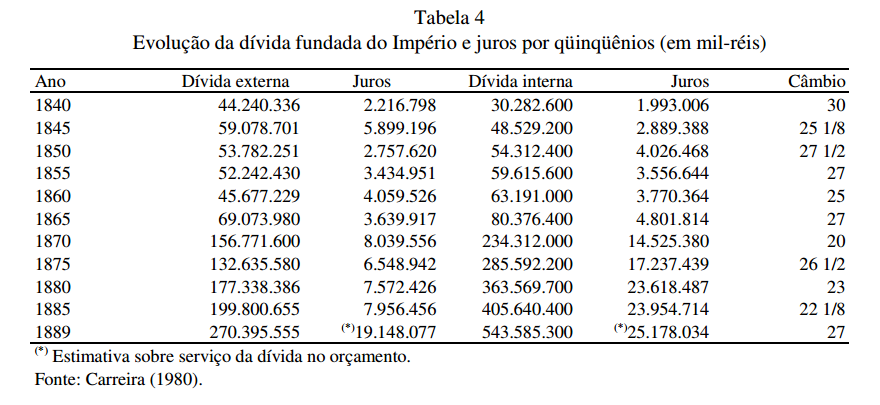 Tabela 4
Evolução da dívida fundada do Império e juros por qüinqüênios (em mil-réis)
Ano Dívida externa Juros Dívida interna Juros Câmbio
1840 44.240.336 2.216.798 30.282.600 1.993.006 30
1845 59.078.701 5.899.196 48.529.200 2.889.388 25 1/8
1850 53.782.251 2.757.620 54.312.400 4.026.468 27 1/2
1855 52.242.430 3.434.951 59.615.600 3.556.644 27
1860 45.677.229 4.059.526 63.191.000 3.770.364 25
1865 69.073.980 3.639.917 80.376.400 4.801.814 27
1870 156.771.600 8.039.556 234.312.000 14.525.380 20
1875 132.635.580 6.548.942 285.592.200 17.237.439 26 1/2
1880 177.338.386 7.572.426 363.569.700 23.618.487 23
1885 199.800.655 7.956.456 405.640.400 23.954.714 22 1/8
1889 270.395.555 (*)19.148.077 543.585.300 (*)25.178.034 27
(*) Estimativa sobre serviço da dívida no orçamento.
Fonte: Carreira (1980).